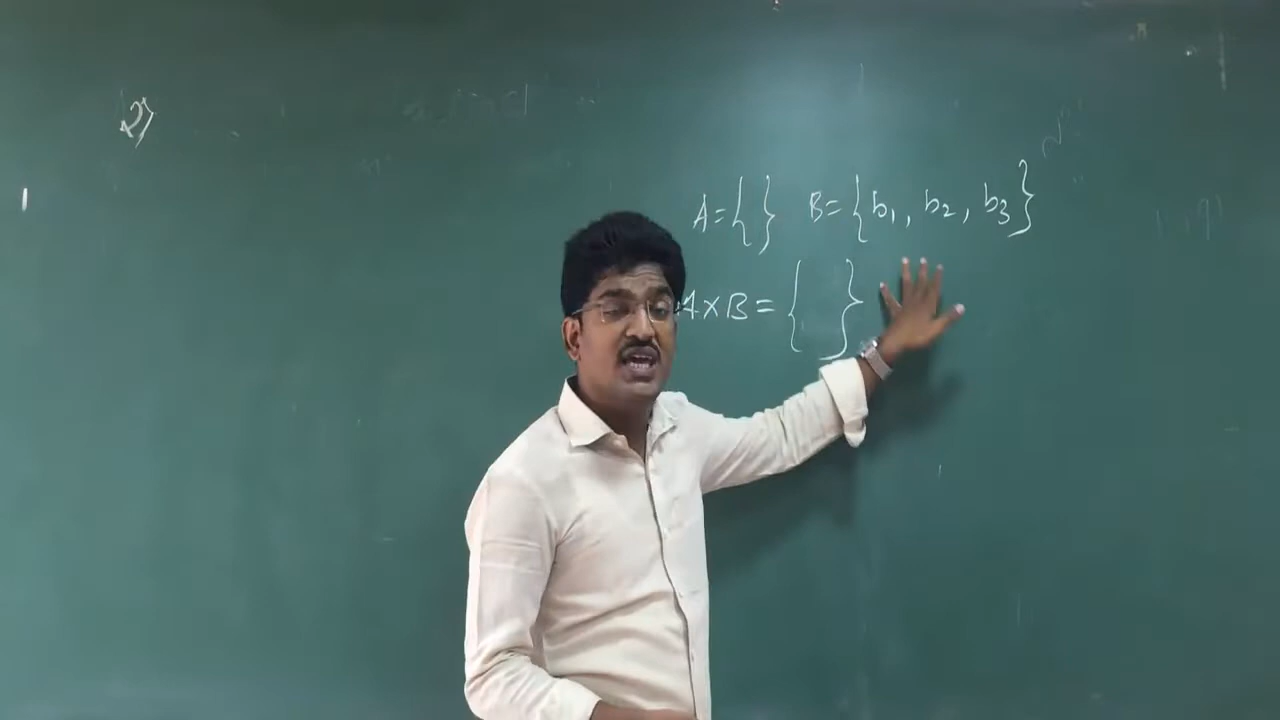 2)
A = { } B = { b₁, b₂, b₃ }
A × B = { }